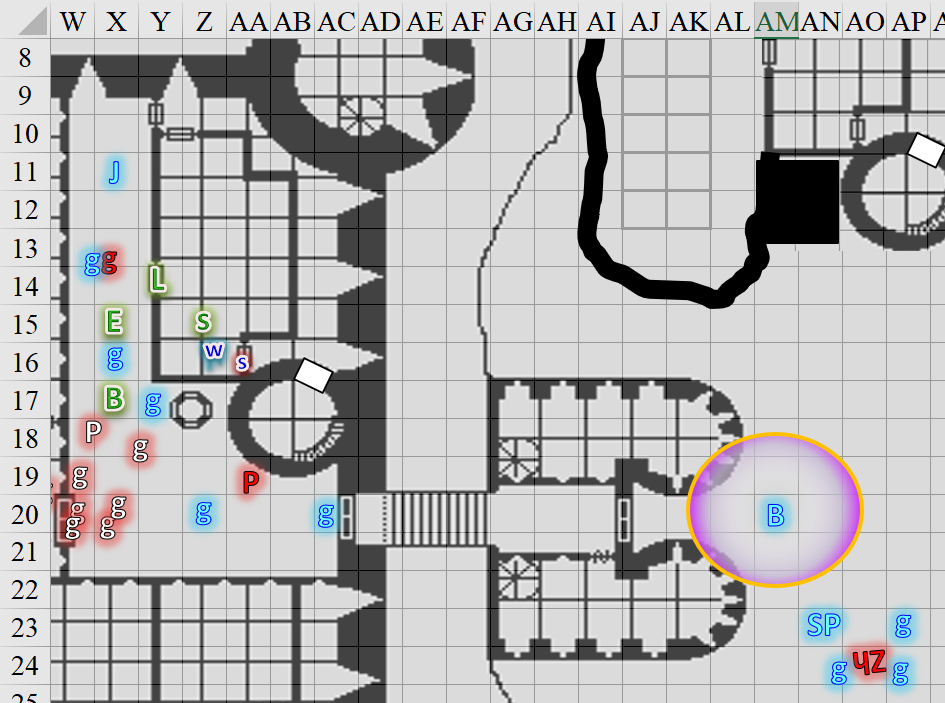 W X Y Z AA AB AC AD AE AF AG AH AI AJ AK AL AM AN AO AP A
8
9
10
11 J
12
13 g g
14 L
15 E S
16 g w s
17 B g
18 P g
19 g P
20 g g g g g g B
21
22
23 SP g
24 g ЧZ g
25